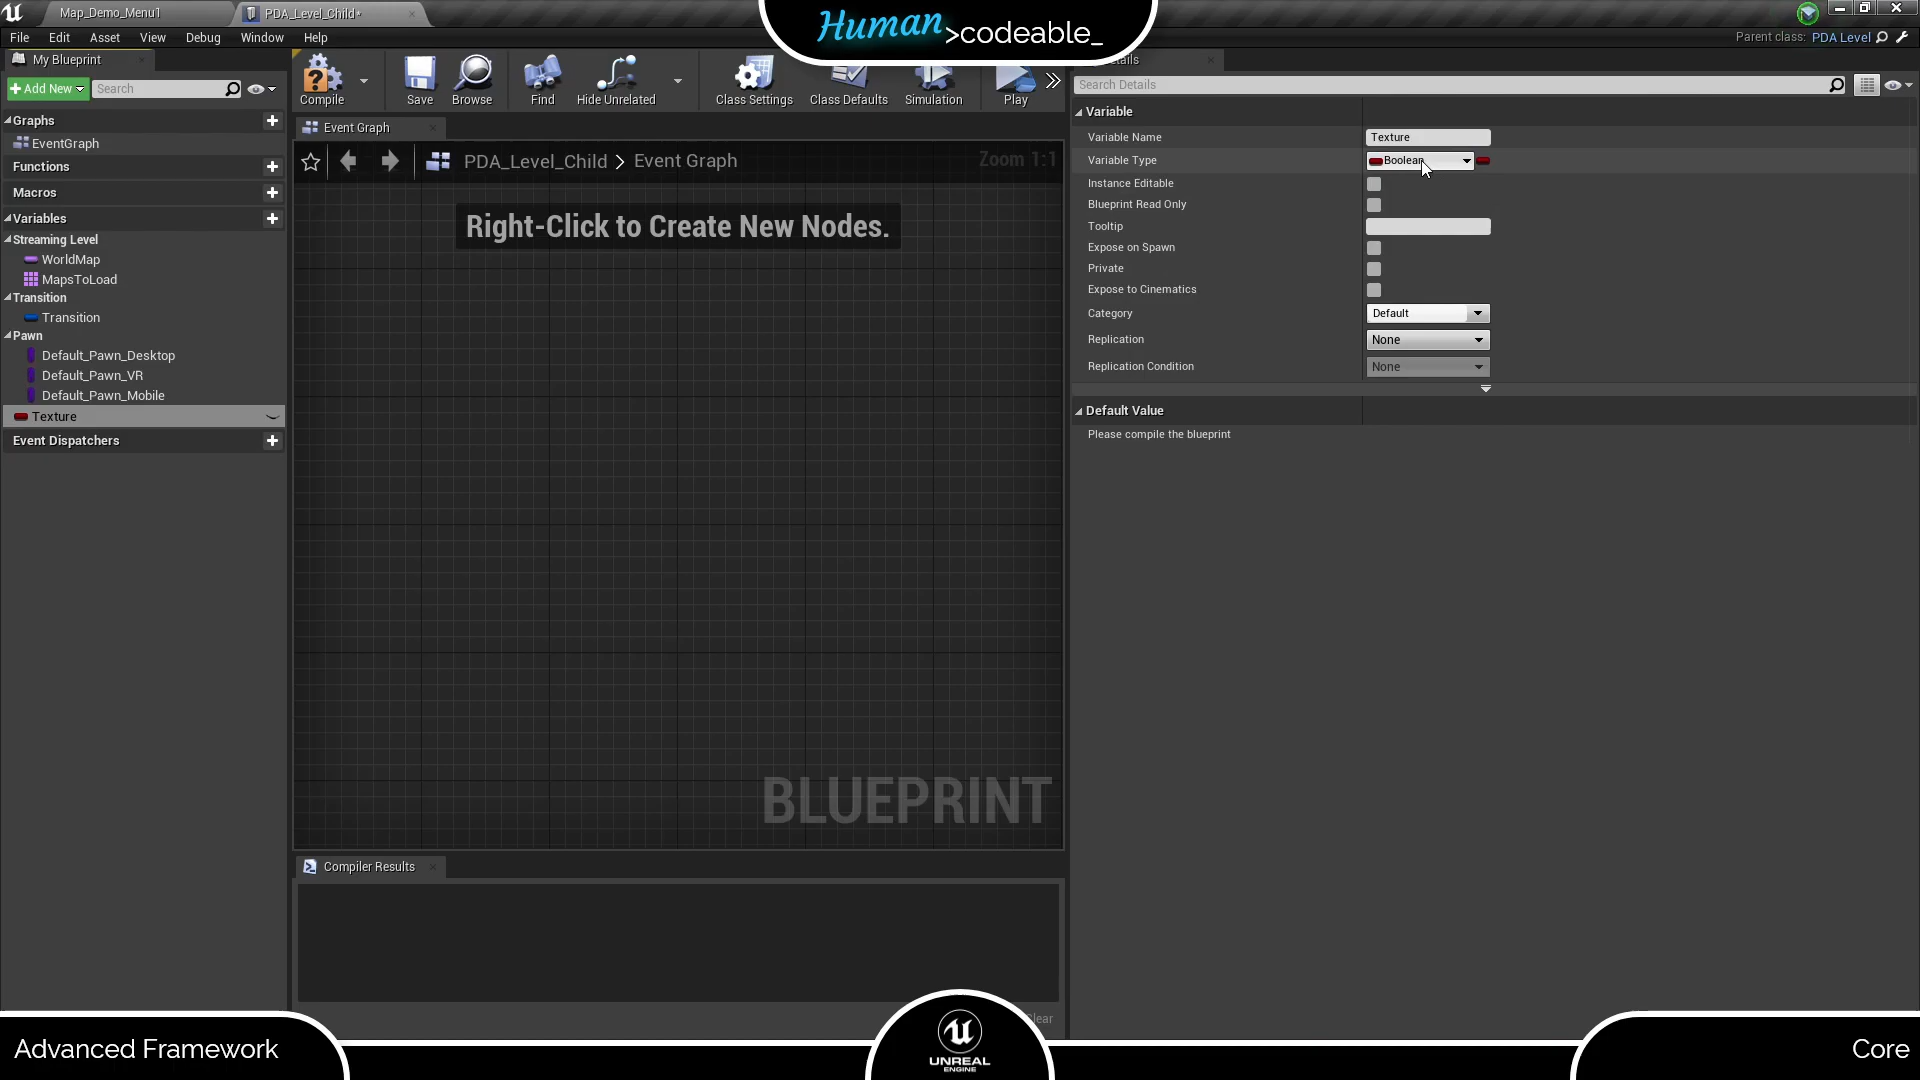 Map_Demo_Menu1
PDA_Level_Child*
Human >codeable_
File Edit Asset View Debug Window Help
Parent class: PDA Level
My Blueprint
Add New
Search
Compile
Save
Browse
Find
Hide Unrelated
Class Settings
Class Defaults
Simulation
Play
Graphs
EventGraph
Functions
Macros
Variables
Streaming Level
WorldMap
MapsToLoad
Transition
Transition
Pawn
Default_Pawn_Desktop
Default_Pawn_VR
Default_Pawn_Mobile
Texture
Event Dispatchers
Event Graph
PDA_Level_Child > Event Graph
Zoom 1:1
Right-Click to Create New Nodes.
BLUEPRINT
Compiler Results
Search Details
Variable
Variable Name Texture
Variable Type Boolean
Instance Editable
Blueprint Read Only
Tooltip
Expose on Spawn
Private
Expose to Cinematics
Category Default
Replication None
Replication Condition None
Default Value
Please compile the blueprint
Advanced Framework
UNREAL
ENGINE
Core